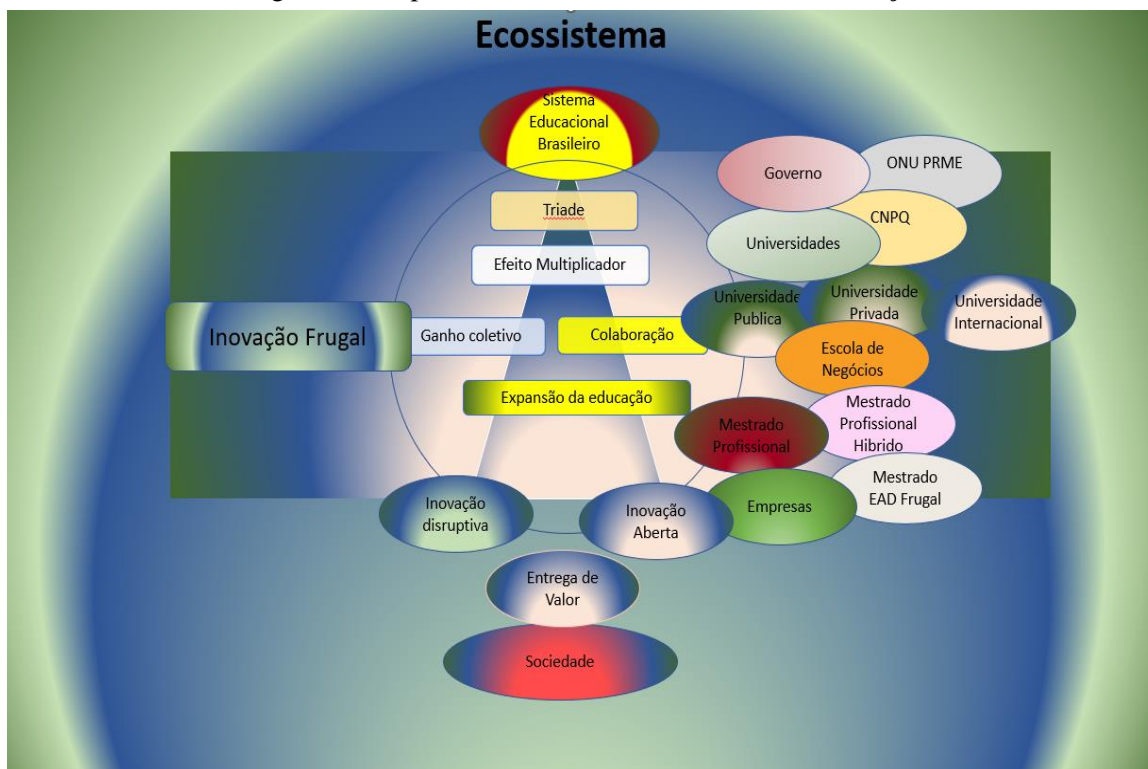 Ecossistema
Sistema
Educacional
Brasileiro
Triade
Efeito Multiplicador
Inovação Frugal
Ganho coletivo
Colaboração
Expansão da educação
Inovação
disruptiva
Inovação
Aberta
Entrega de
Valor
Sociedade
Governo
ONU PRME
CNPQ
Universidades
Universidade
Publica
Universidade
Privada
Universidade
Internacional
Escola de
Negócios
Mestrado
Profissional
Mestrado
Profissional
Hibrido
Mestrado
EAD Frugal
Empresas